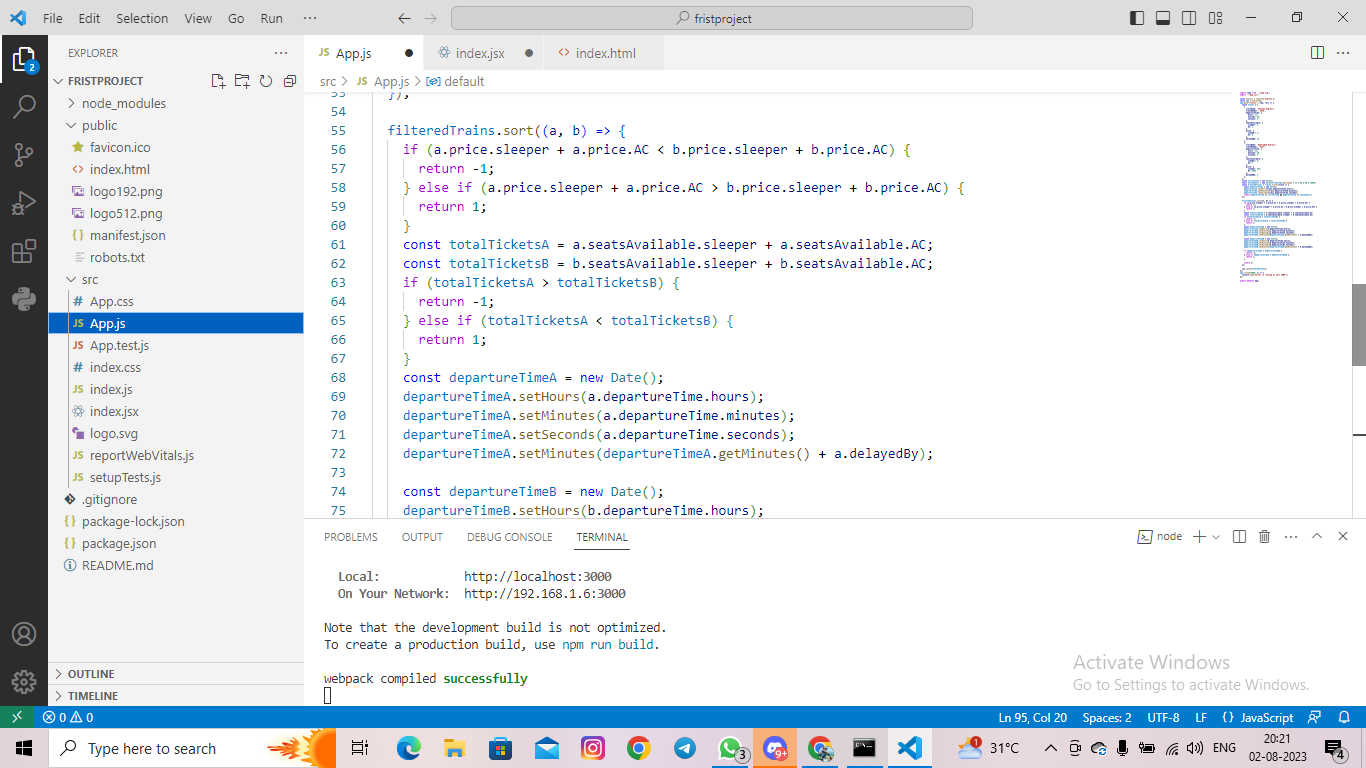 File Edit Selection View Go Run ··· fristproject
EXPLORER ···
FRISTPROJECT
node_modules
public
favicon.ico
<> index.html
logo192.png
logo512.png
{} manifest.json
robots.txt
src
# App.css
JS App.js
JS App.test.js
# index.css
JS index.js
index.jsx
logo.svg
JS reportWebVitals.js
JS setupTests.js
.gitignore
{} package-lock.json
{} package.json
README.md
OUTLINE
TIMELINE
2
JS App.js ● index.jsx ● <> index.html
src > JS App.js > default
53 });
54
55 filteredTrains.sort((a, b) => {
56 if (a.price.sleeper + a.price.AC < b.price.sleeper + b.price.AC) {
57 return -1;
58 } else if (a.price.sleeper + a.price.AC > b.price.sleeper + b.price.AC) {
59 return 1;
60 }
61 const totalTicketsA = a.seatsAvailable.sleeper + a.seatsAvailable.AC;
62 const totalTicketsB = b.seatsAvailable.sleeper + b.seatsAvailable.AC;
63 if (totalTicketsA > totalTicketsB) {
64 return -1;
65 } else if (totalTicketsA < totalTicketsB) {
66 return 1;
67 }
68 const departureTimeA = new Date();
69 departureTimeA.setHours(a.departureTime.hours);
70 departureTimeA.setMinutes(a.departureTime.minutes);
71 departureTimeA.setSeconds(a.departureTime.seconds);
72 departureTimeA.setMinutes(departureTimeA.getMinutes() + a.delayedBy);
73
74 const departureTimeB = new Date();
75 departureTimeB.setHours(b.departureTime.hours);
PROBLEMS OUTPUT DEBUG CONSOLE TERMINAL node
Local: http://localhost:3000
On Your Network: http://192.168.1.6:3000
Note that the development build is not optimized.
To create a production build, use npm run build.
webpack compiled successfully
Activate Windows
Go to Settings to activate Windows.
0 0 Ln 95, Col 20 Spaces: 2 UTF-8 LF {} JavaScript
Type here to search 3 9+ 1 31°C ENG 20:21
02-08-2023 4